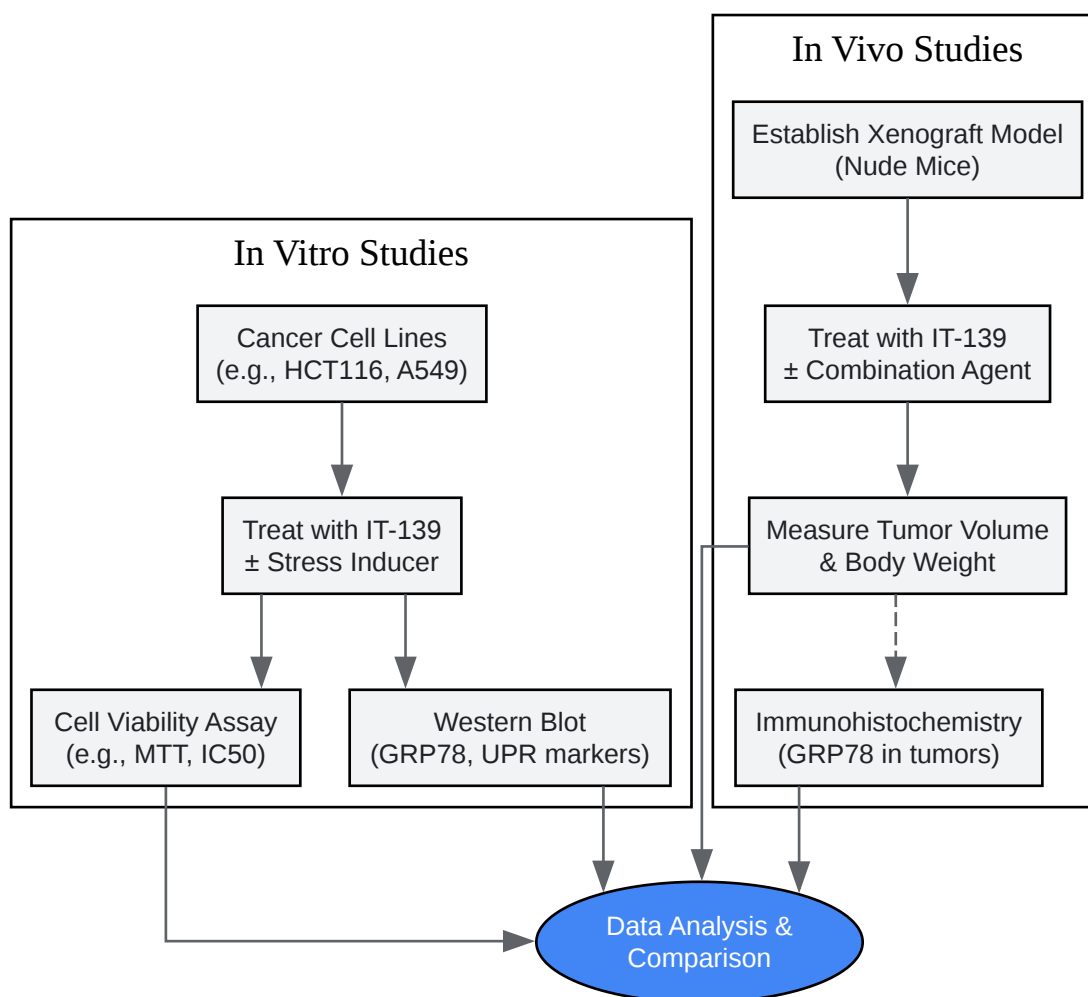 In Vivo Studies
Establish Xenograft Model
(Nude Mice)
Treat with IT-139
± Combination Agent
Measure Tumor Volume
& Body Weight
Immunohistochemistry
(GRP78 in tumors)
In Vitro Studies
Cancer Cell Lines
(e.g., HCT116, A549)
Treat with IT-139
± Stress Inducer
Cell Viability Assay
(e.g., MTT, IC50)
Western Blot
(GRP78, UPR markers)
Data Analysis &
Comparison